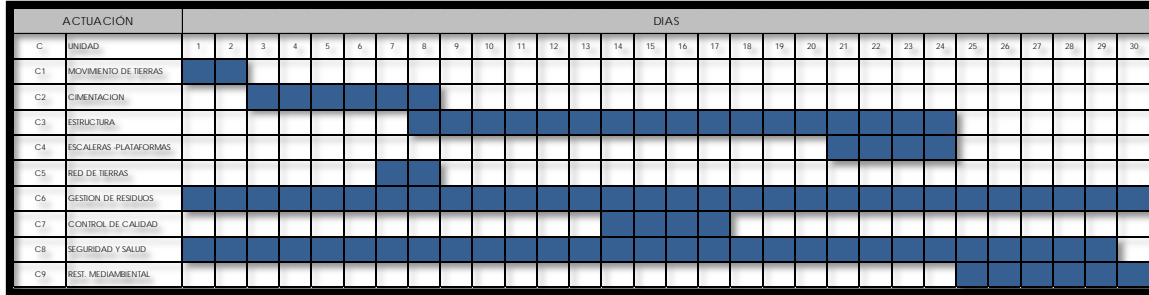 ACTUACIÓN DIAS
C UNIDAD 1 2 3 4 5 6 7 8 9 10 11 12 13 14 15 16 17 18 19 20 21 22 23 24 25 26 27 28 29 30
C1 MOVIMIENTO DE TIERRAS
C2 CIMENTACION
C3 ESTRUCTURA
C4 ESCALERAS -PLATAFORMAS
C5 RED DE TIERRAS
C6 GESTION DE RESIDUOS
C7 CONTROL DE CALIDAD
C8 SEGURIDAD Y SALUD
C9 REST. MEDIAMBIENTAL